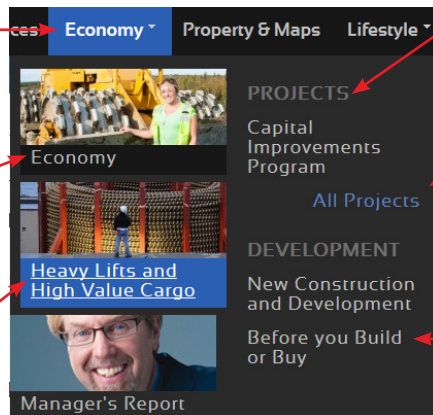 ces Economy Property & Maps Lifestyle
Economy
Heavy Lifts and
High Value Cargo
Manager's Report
PROJECTS
Capital
Improvements
Program
All Projects
DEVELOPMENT
New Construction
and Development
Before you Build
or Buy